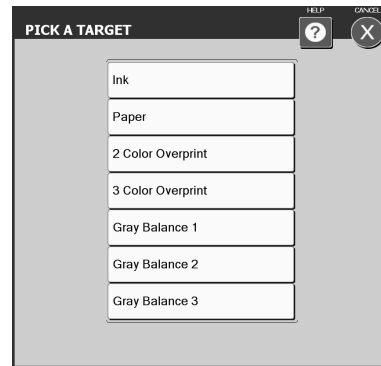 HELP CANCEL
PICK A TARGET ? X
Ink
Paper
2 Color Overprint
3 Color Overprint
Gray Balance 1
Gray Balance 2
Gray Balance 3